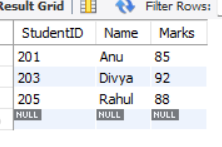 Result Grid Filter Rows:
StudentID Name Marks
201 Anu 85
203 Divya 92
205 Rahul 88
NULL NULL NULL